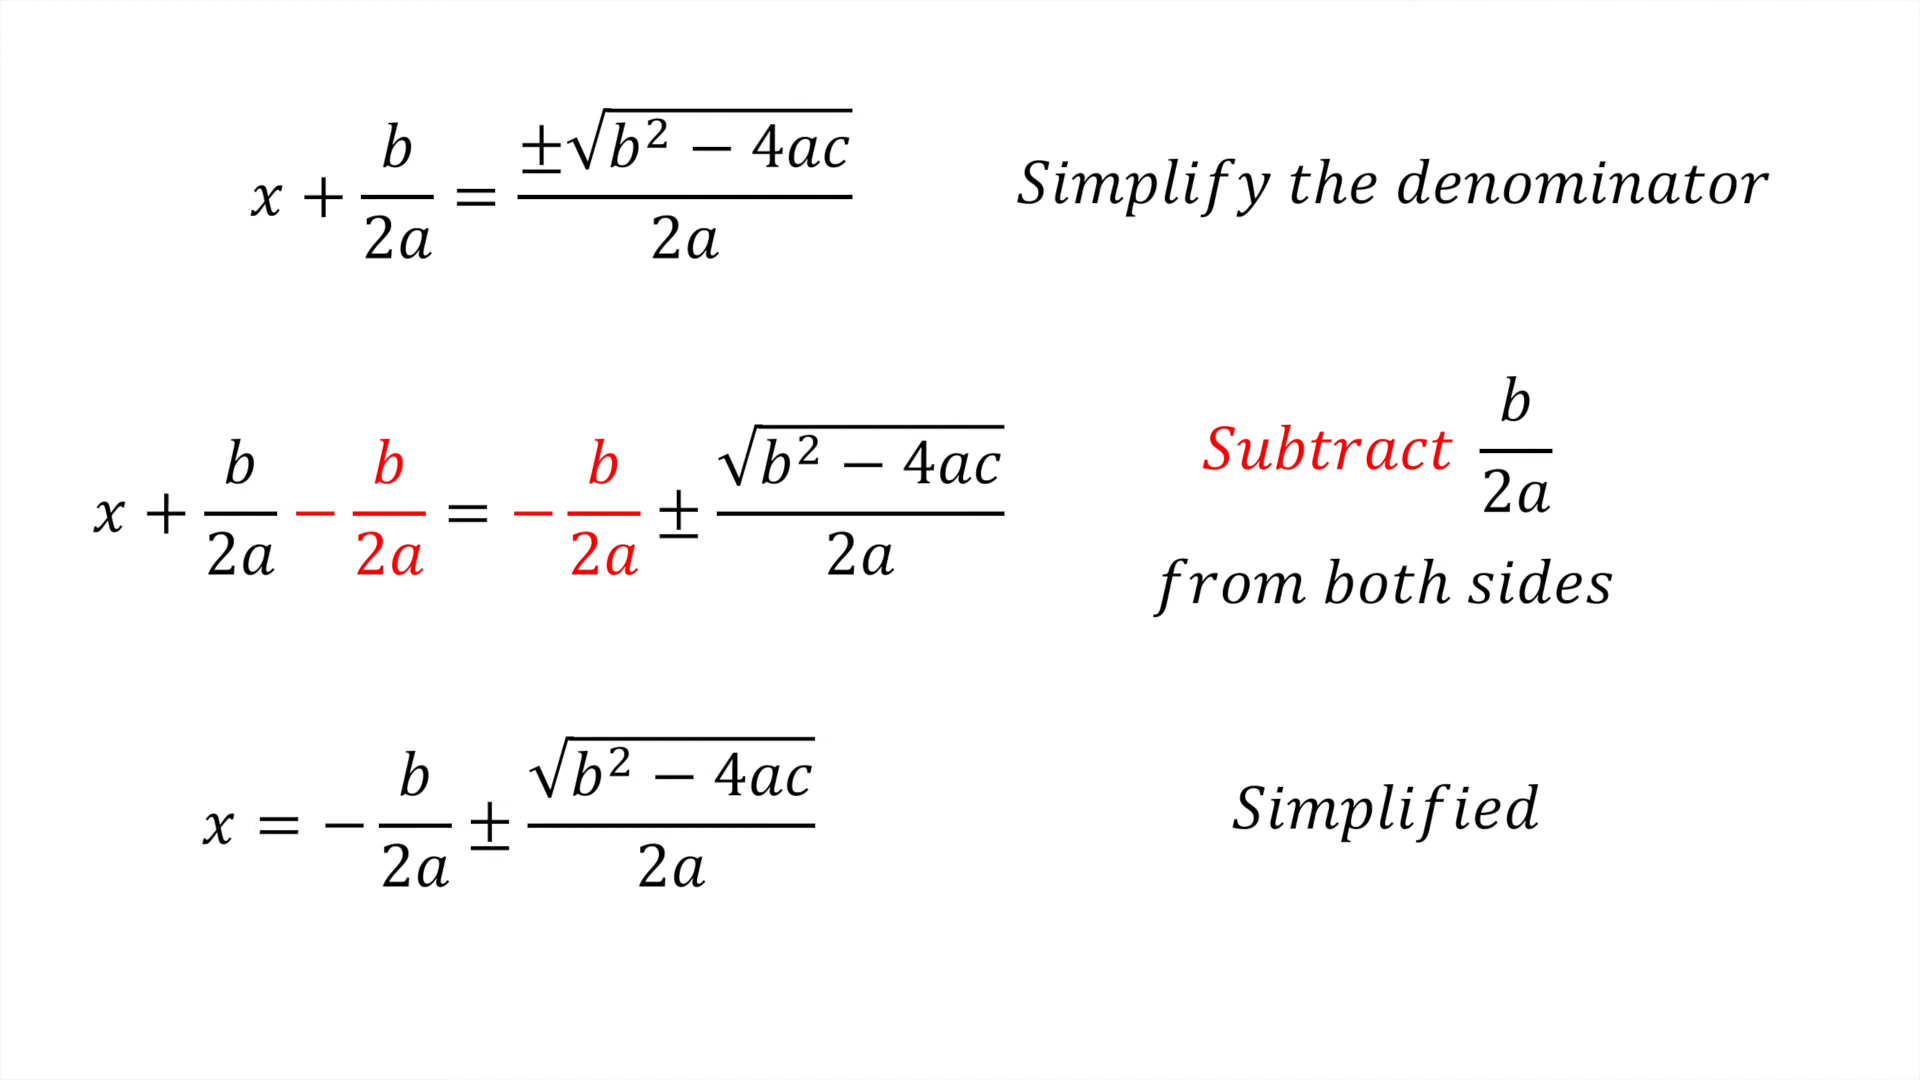 x + b/2a = ±√(b² − 4ac)/2a
Simplify the denominator
x + b/2a − b/2a = − b/2a ± √(b² − 4ac)/2a
Subtract b/2a
from both sides
x = − b/2a ± √(b² − 4ac)/2a
Simplified